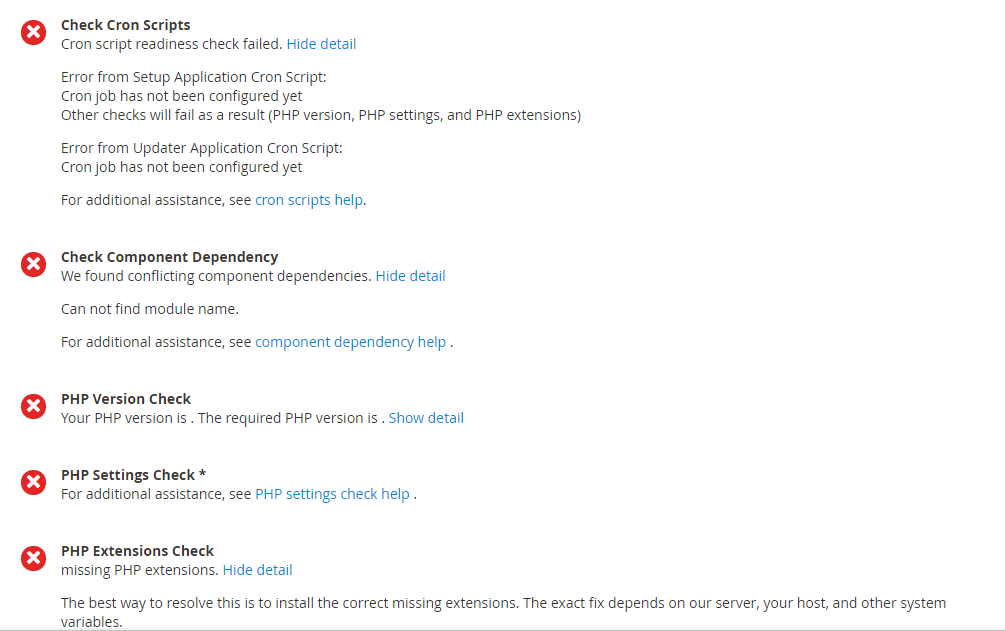 Check Cron Scripts
Cron script readiness check failed. Hide detail
Error from Setup Application Cron Script:
Cron job has not been configured yet
Other checks will fail as a result (PHP version, PHP settings, and PHP extensions)
Error from Updater Application Cron Script:
Cron job has not been configured yet
For additional assistance, see cron scripts help.
Check Component Dependency
We found conflicting component dependencies. Hide detail
Can not find module name.
For additional assistance, see component dependency help .
PHP Version Check
Your PHP version is . The required PHP version is . Show detail
PHP Settings Check *
For additional assistance, see PHP settings check help .
PHP Extensions Check
missing PHP extensions. Hide detail
The best way to resolve this is to install the correct missing extensions. The exact fix depends on our server, your host, and other system
variables.